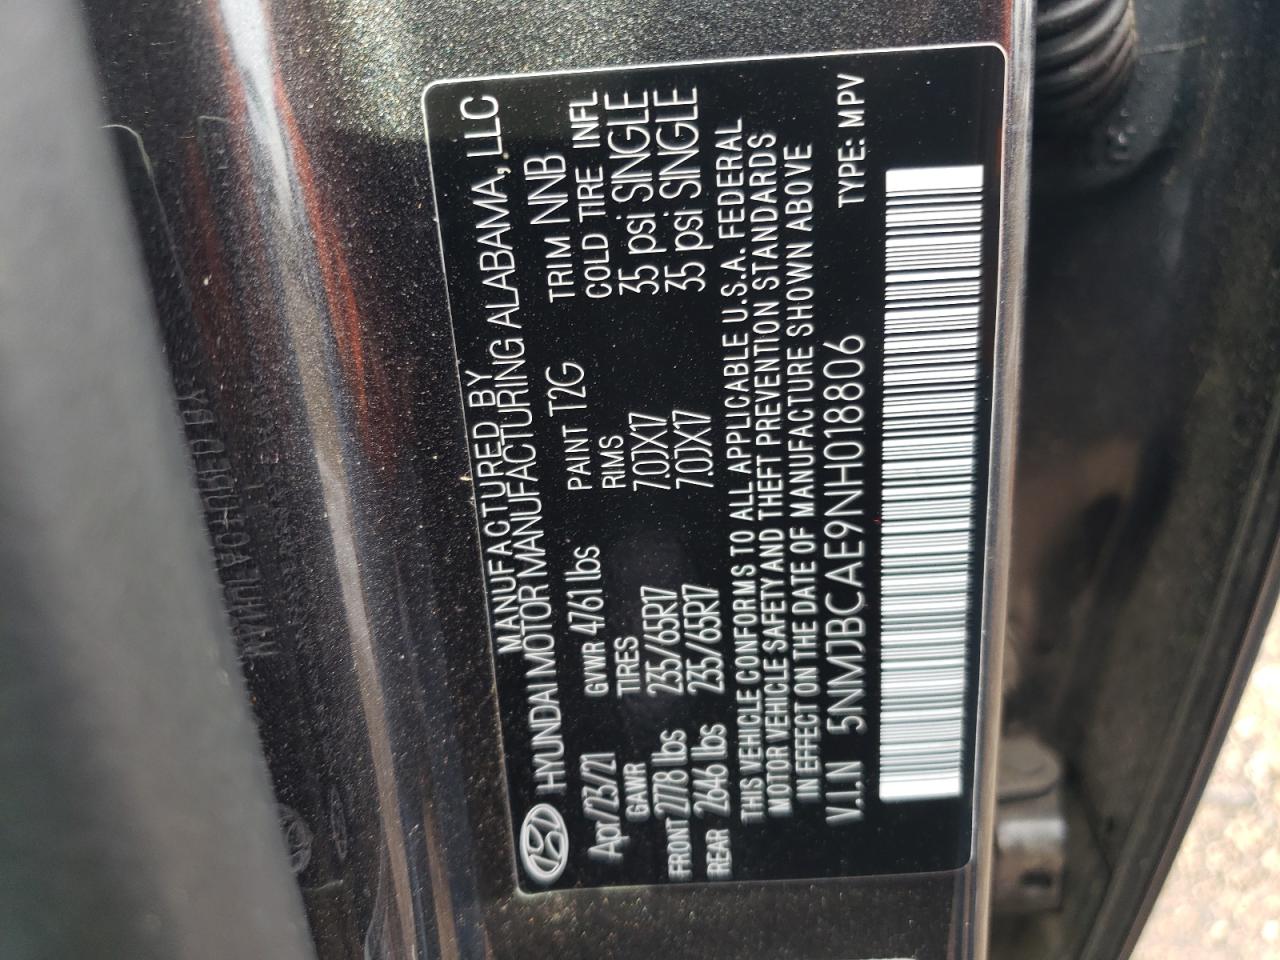 MANUFACTURED BY
HYUNDAI MOTOR MANUFACTURING ALABAMA, LLC
Apr/23/21 GVWR 4761 lbs PAINT T2G TRIM NNB
GAWR TIRES RIMS COLD TIRE INFL
FRONT 2778 lbs 235/65R17 7.0JX17 35 psi SINGLE
REAR 2646 lbs 235/65R17 7.0JX17 35 psi SINGLE
THIS VEHICLE CONFORMS TO ALL APPLICABLE U.S.A. FEDERAL
MOTOR VEHICLE SAFETY AND THEFT PREVENTION STANDARDS
IN EFFECT ON THE DATE OF MANUFACTURE SHOWN ABOVE
V.I.N 5NMJBCAE9NH018806 TYPE: MPV